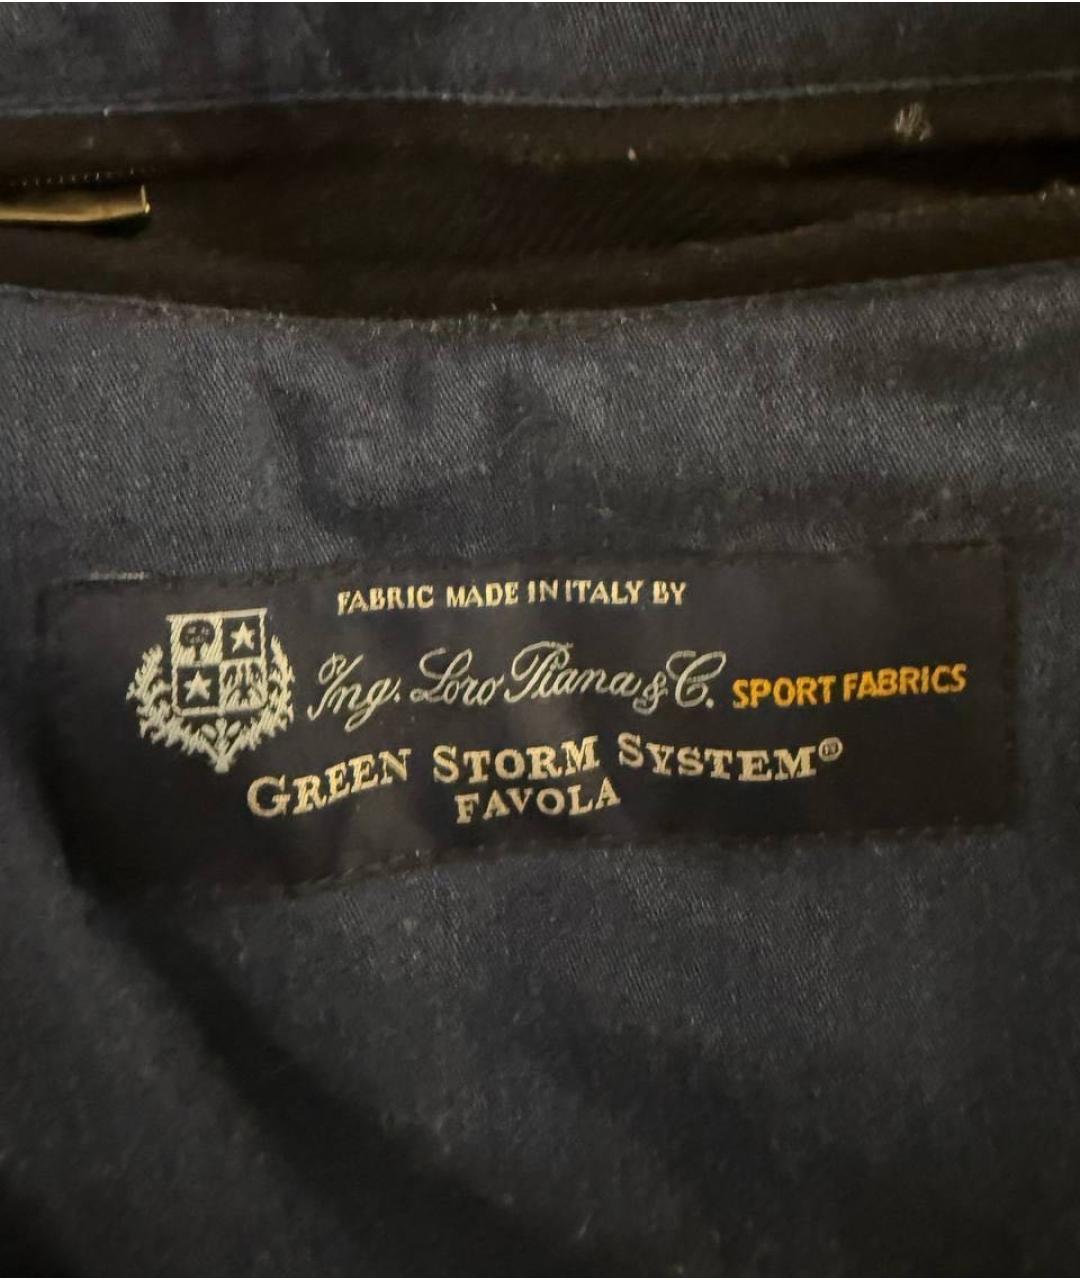 FABRIC MADE IN ITALY BY
Ing. Loro Piana & C. SPORT FABRICS
GREEN STORM SYSTEM®
FAVOLA